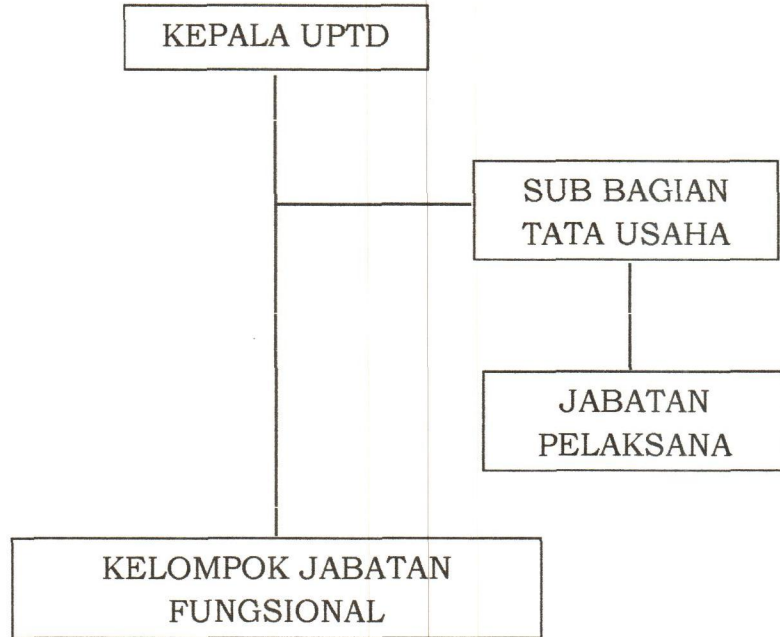 KEPALA UPTD
SUB BAGIAN
TATA USAHA
JABATAN
PELAKSANA
KELOMPOK JABATAN
FUNGSIONAL